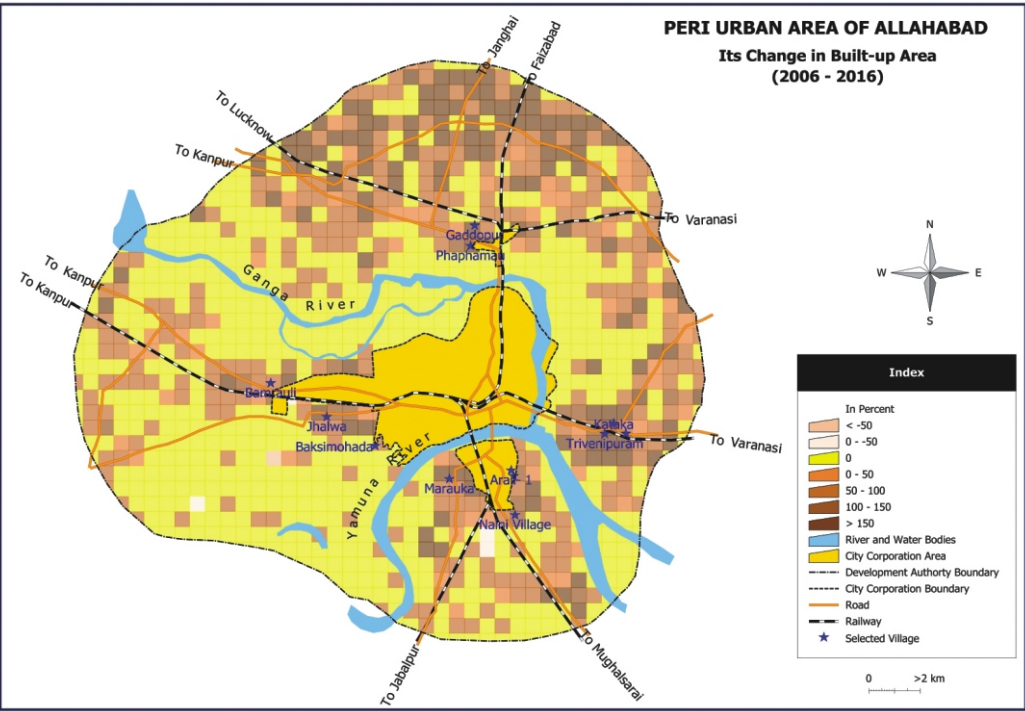 PERI URBAN AREA OF ALLAHABAD
Its Change in Built-up Area
(2006 - 2016)
To Janghai
To Faizabad
To Lucknow
To Kanpur
To Varanasi
Gaddopur
Phaphamau
To Kanpur
To Kanpur
Ganga River
N
W
E
S
Bamrauli
Jhalwa
Baksimohada
Kataka
Trivenipuram
To Varanasi
Yamuna River
Marauka
Arail- 1
Naini Village
To Jabalpur
To Mughalsarai
Index
In Percent
< -50
0 - -50
0
0 - 50
50 - 100
100 - 150
> 150
River and Water Bodies
City Corporation Area
Development Authorty Boundary
City Corporation Boundary
Road
Railway
Selected Village
0 >2 km